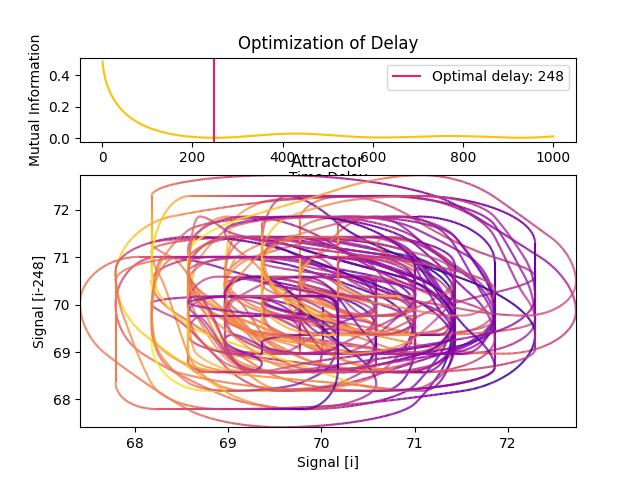 Optimization of Delay
Mutual Information
0.4
0.2
0.0
Optimal delay: 248
0 200 400 600 800 1000
Time Delay
Attractor
Signal [i-248]
72
71
70
69
68
68 69 70 71 72
Signal [i]